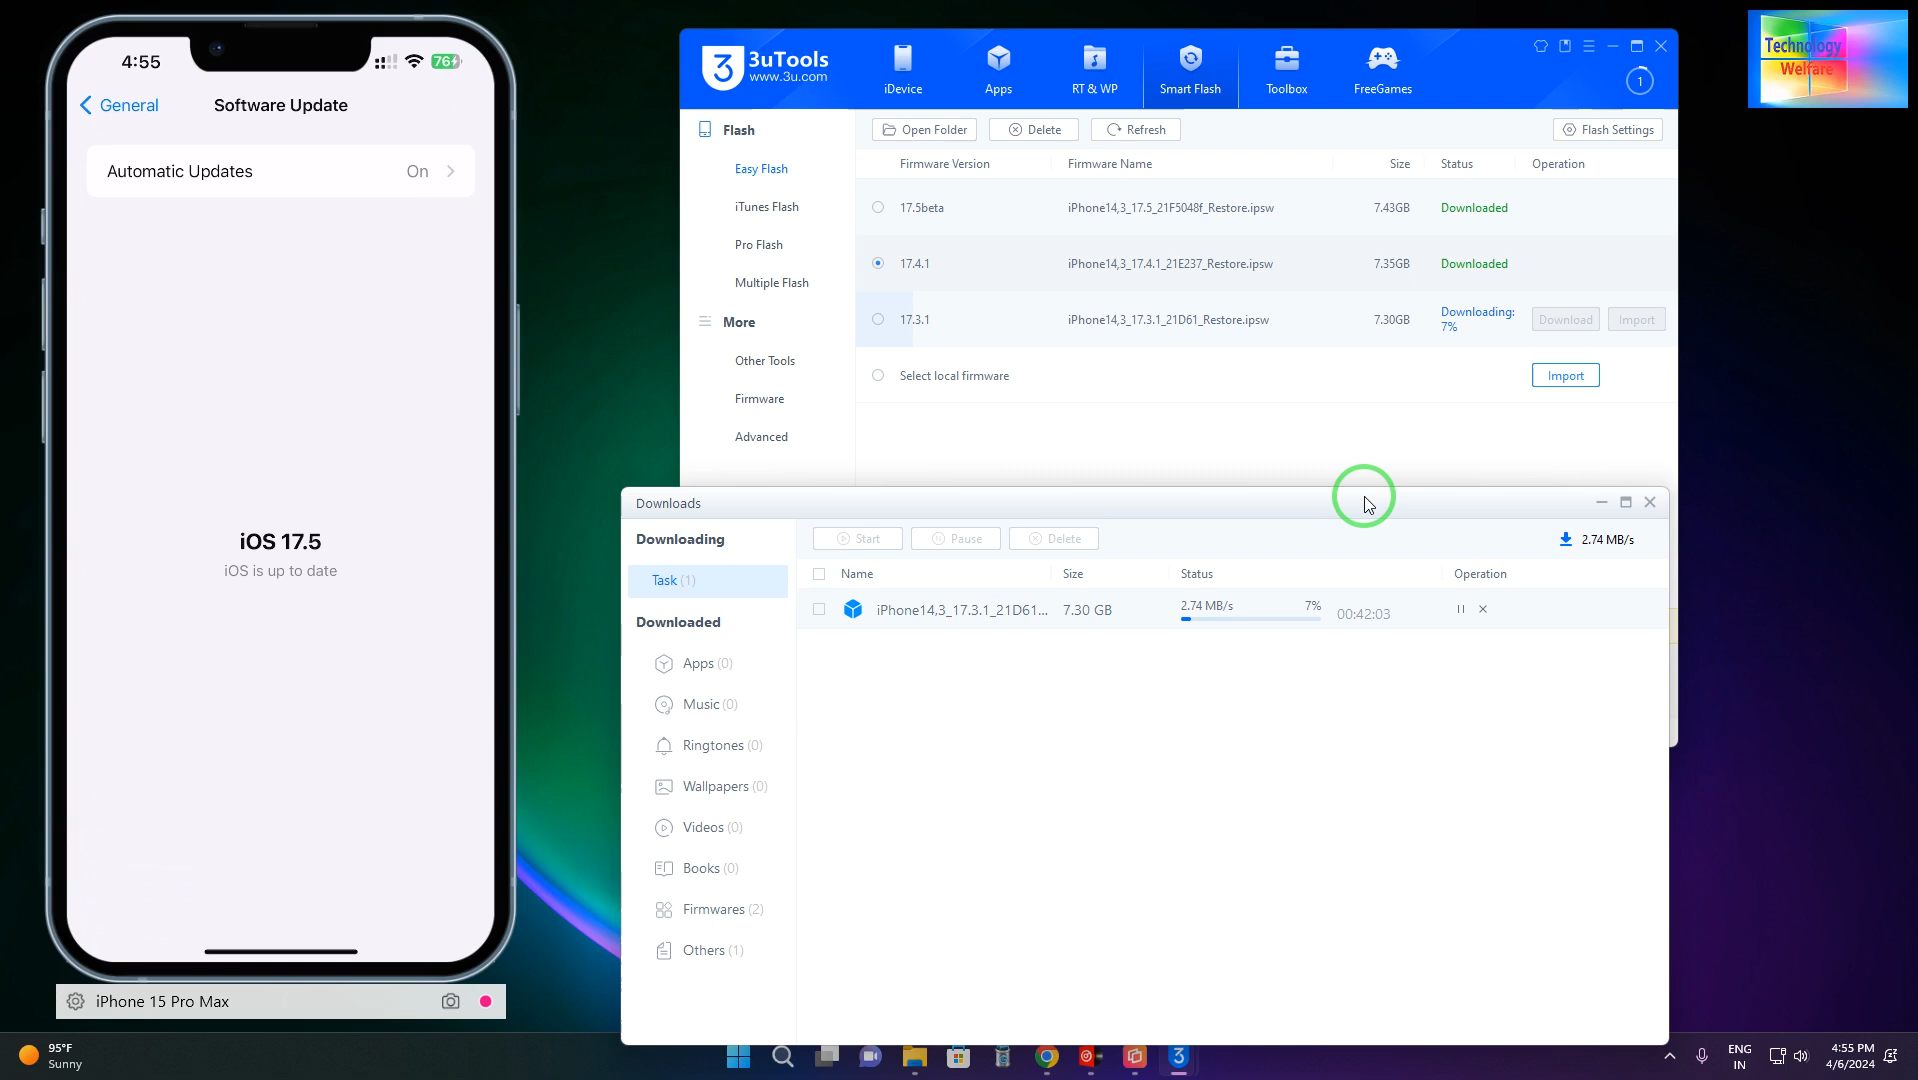 4:55
76
General
Software Update
Automatic Updates
On
iOS 17.5
iOS is up to date
iPhone 15 Pro Max
3uTools
www.3u.com
iDevice
Apps
RT & WP
Smart Flash
Toolbox
FreeGames
1
Technology
Welfare
Flash
Easy Flash
iTunes Flash
Pro Flash
Multiple Flash
More
Other Tools
Firmware
Advanced
Open Folder
Delete
Refresh
Flash Settings
Firmware Version Firmware Name Size Status Operation
17.5beta iPhone14,3_17.5_21F5048f_Restore.ipsw 7.43GB Downloaded
17.4.1 iPhone14,3_17.4.1_21E237_Restore.ipsw 7.35GB Downloaded
17.3.1 iPhone14,3_17.3.1_21D61_Restore.ipsw 7.30GB Downloading: 7% Download Import
Select local firmware Import
Downloads
Downloading
Task (1)
Downloaded
Apps (0)
Music (0)
Ringtones (0)
Wallpapers (0)
Videos (0)
Books (0)
Firmwares (2)
Others (1)
Start
Pause
Delete
2.74 MB/s
Name Size Status Operation
iPhone14,3_17.3.1_21D61... 7.30 GB 2.74 MB/s 7% 00:42:03
95°F
Sunny
ENG
IN
4:55 PM
4/6/2024